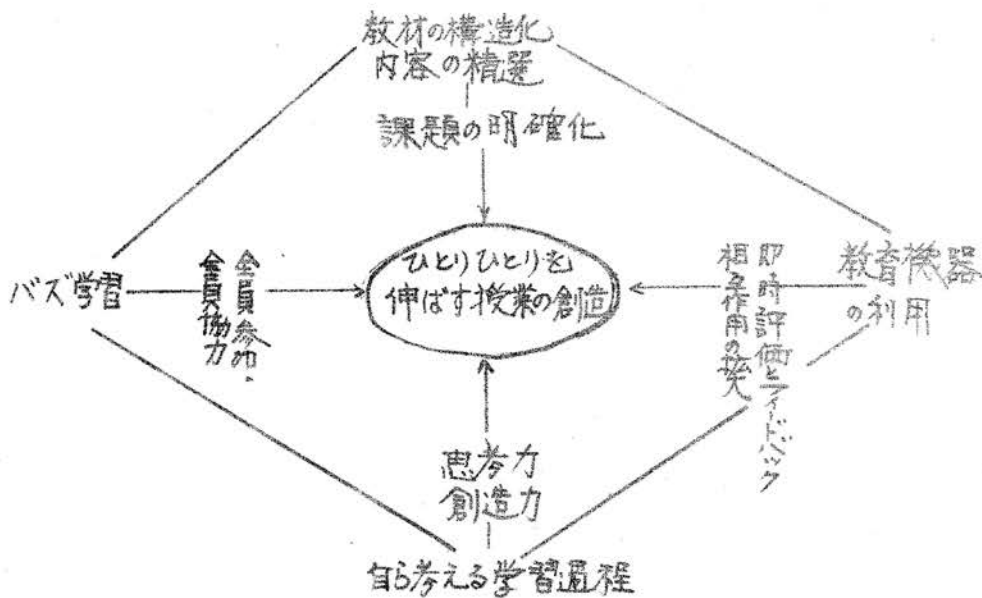 教材の構造化
内容の精選
課題の明確化
ひとりひとりを
伸ばす授業の創造
バズ学習
全員参加・
全員協力
教育機器
の利用
即時評価とフィードバック
相互作用の拡大
思考力
創造力
自ら考える学習過程